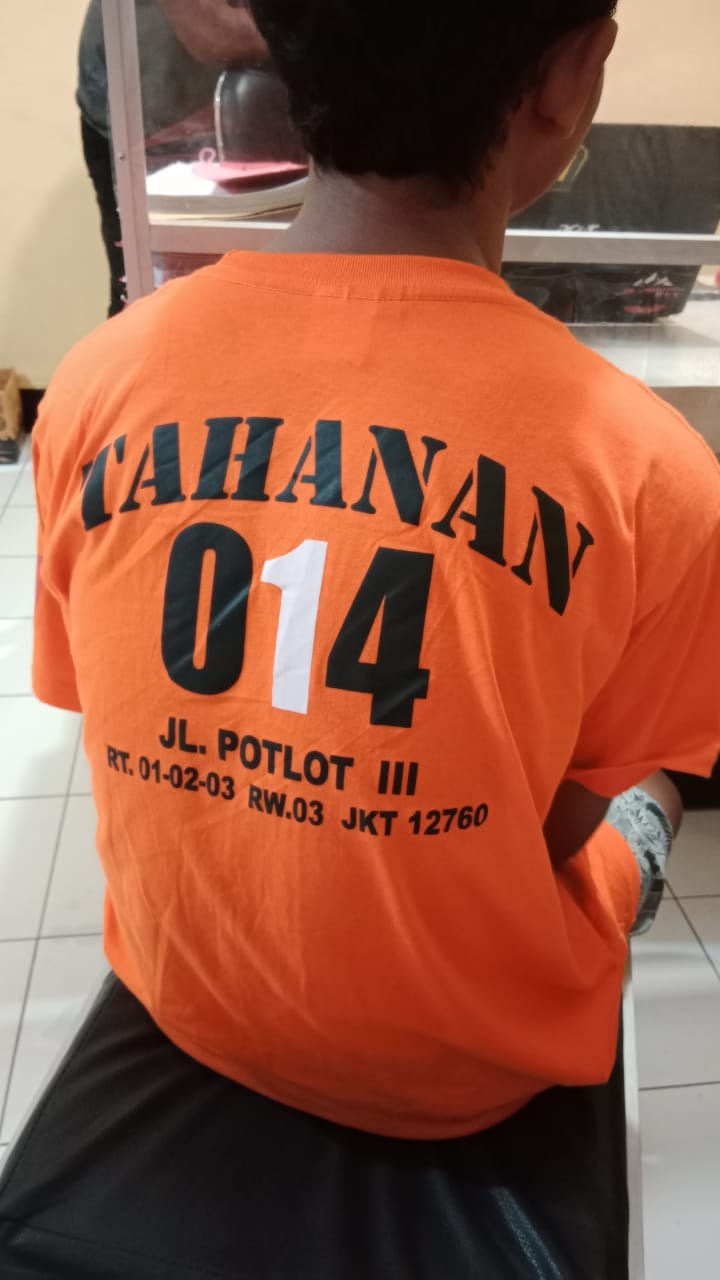 TAHANAN
014
JL. POTLOT III
RT. 01-02-03 RW.03 JKT 12760